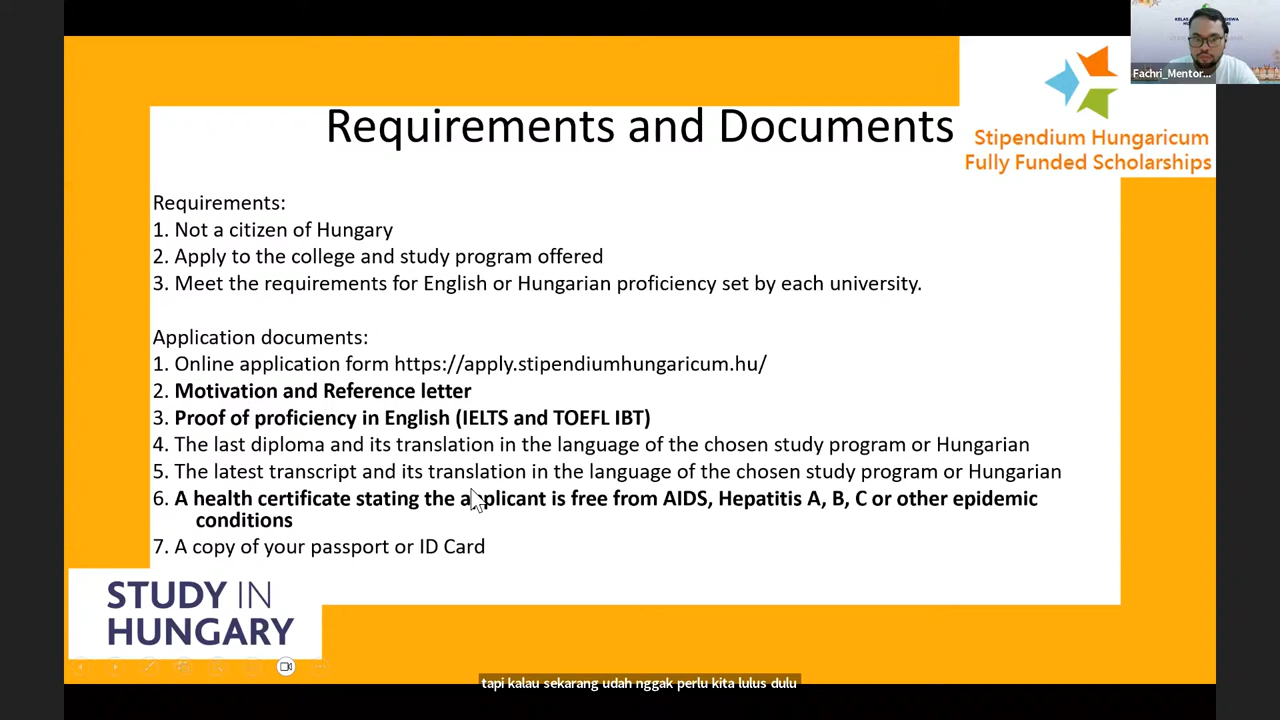 Fachri_Mentor...
Requirements and Documents
Stipendium Hungaricum
Fully Funded Scholarships
Requirements:
1. Not a citizen of Hungary
2. Apply to the college and study program offered
3. Meet the requirements for English or Hungarian proficiency set by each university.
Application documents:
1. Online application form https://apply.stipendiumhungaricum.hu/
2. Motivation and Reference letter
3. Proof of proficiency in English (IELTS and TOEFL IBT)
4. The last diploma and its translation in the language of the chosen study program or Hungarian
5. The latest transcript and its translation in the language of the chosen study program or Hungarian
6. A health certificate stating the applicant is free from AIDS, Hepatitis A, B, C or other epidemic
conditions
7. A copy of your passport or ID Card
STUDY IN
HUNGARY
tapi kalau sekarang udah nggak perlu kita lulus dulu